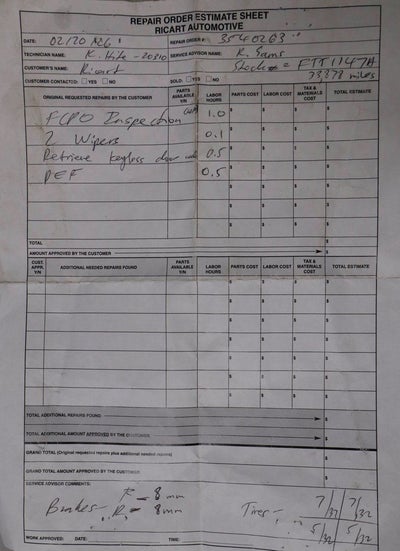 REPAIR ORDER ESTIMATE SHEET
RICART AUTOMOTIVE
DATE: 02/20 REPAIR ORDER # 3540263
TECHNICIAN NAME: K. Hite - 20310 SERVICE ADVISOR NAME: R. Sams
CUSTOMER'S NAME: Ricart Stock# = FTT1147A
CUSTOMER CONTACTED: YES NO SOLD: YES NO 33378 miles
ORIGINAL REQUESTED REPAIRS BY THE CUSTOMER PARTS AVAILABLE Y/N LABOR HOURS PARTS COST LABOR COST TAX & MATERIALS COST TOTAL ESTIMATE
FCPO Inspection 1.0 $ $ $ $
2 Wipers 0.1 $ $ $ $
Retrieve keyless door code 0.5 $ $ $ $
DEF 0.5 $ $ $ $
$ $ $ $
$ $ $ $
TOTAL $ $ $ $
AMOUNT APPROVED BY THE CUSTOMER $
CUST. APPR. Y/N ADDITIONAL NEEDED REPAIRS FOUND PARTS AVAILABLE Y/N LABOR HOURS PARTS COST LABOR COST TAX & MATERIALS COST TOTAL ESTIMATE
$ $ $ $
$ $ $ $
$ $ $ $
$ $ $ $
$ $ $ $
$ $ $ $
$ $ $ $
TOTAL ADDITIONAL REPAIRS FOUND $
TOTAL ADDITIONAL AMOUNT APPROVED BY THE CUSTOMER $
GRAND TOTAL (Original requested repairs plus additional needed repairs) $
GRAND TOTAL AMOUNT APPROVED BY THE CUSTOMER $
SERVICE ADVISOR COMMENTS:
Brakes - F = 8mm Tires - 7/32 7/32
R = 8mm 5/32 5/32
WORK APPROVED: DATE: TIME: